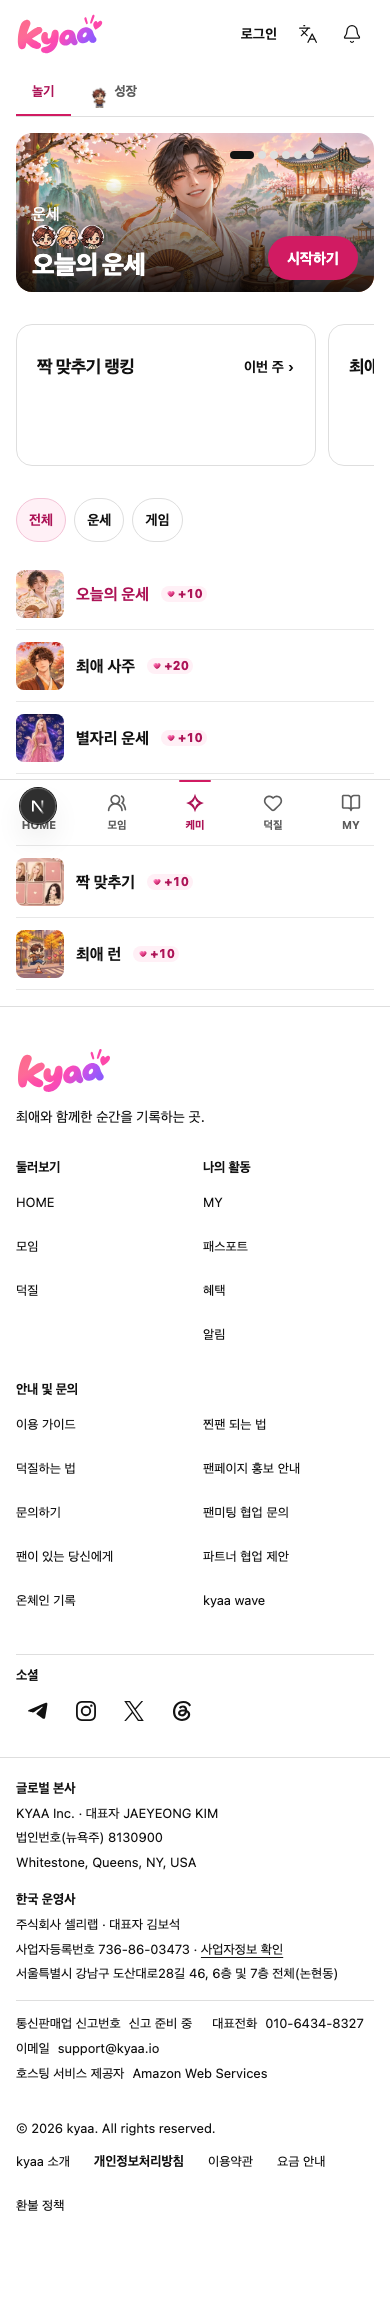 kyaa
로그인
놀기
성장
운세
오늘의 운세
시작하기
짝 맞추기 랭킹
이번 주 ›
최애
전체
운세
게임
오늘의 운세 +10
최애 사주 +20
별자리 운세 +10
N
HOME
모임
케미
덕질
MY
짝 맞추기 +10
최애 런 +10
kyaa
최애와 함께한 순간을 기록하는 곳.
둘러보기
나의 활동
HOME
MY
모임
패스포트
덕질
혜택
알림
안내 및 문의
이용 가이드
찐팬 되는 법
덕질하는 법
팬페이지 홍보 안내
문의하기
팬미팅 협업 문의
팬이 있는 당신에게
파트너 협업 제안
온체인 기록
kyaa wave
소셜
글로벌 본사
KYAA Inc. · 대표자 JAEYEONG KIM
법인번호(뉴욕주) 8130900
Whitestone, Queens, NY, USA
한국 운영사
주식회사 셀리랩 · 대표자 김보석
사업자등록번호 736-86-03473 · 사업자정보 확인
서울특별시 강남구 도산대로28길 46, 6층 및 7층 전체(논현동)
통신판매업 신고번호 신고 준비 중 대표전화 010-6434-8327
이메일 support@kyaa.io
호스팅 서비스 제공자 Amazon Web Services
© 2026 kyaa. All rights reserved.
kyaa 소개 개인정보처리방침 이용약관 요금 안내
환불 정책